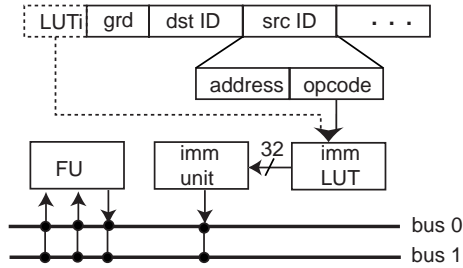 LUTi grd dst ID src ID . . .
address opcode
FU
imm unit
32
imm LUT
bus 0
bus 1